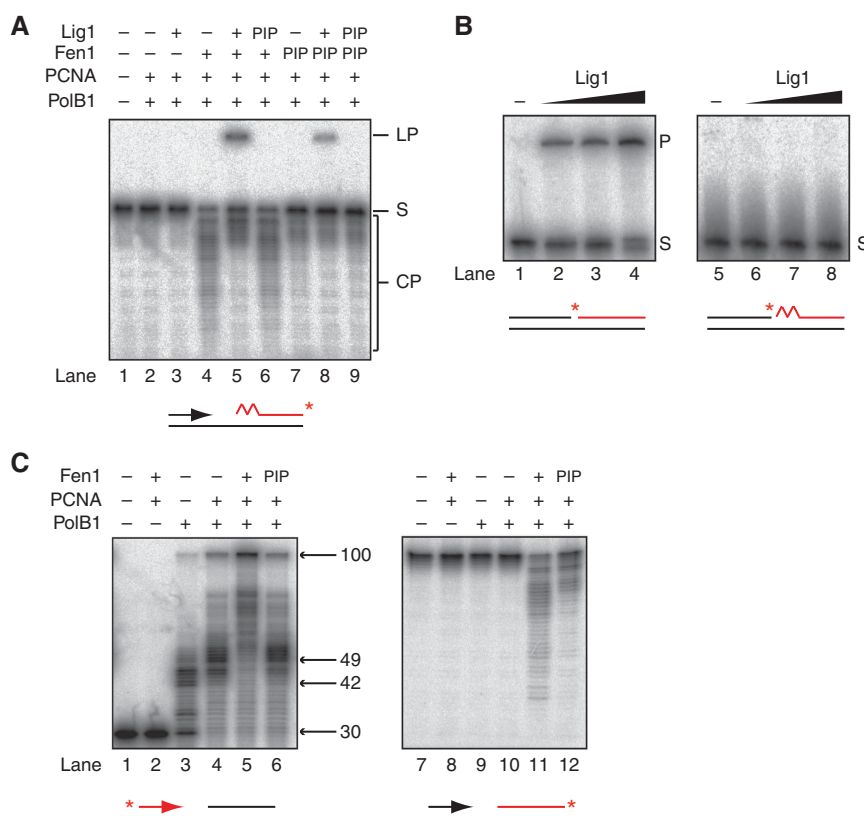 A
Lig1 – – + – + PIP – + PIP
Fen1 – – – + + + PIP PIP PIP
PCNA – + + + + + + + +
PolB1 – + + + + + + + +
LP
S
CP
Lane 1 2 3 4 5 6 7 8 9
*
B
Lig1 Lig1
– –
P
S S
Lane 1 2 3 4 5 6 7 8
* *
C
Fen1 – + – – + PIP – + – – + PIP
PCNA – + – + + + – + – + + +
PolB1 – – + + + + – – + + + +
100
49
42
30
Lane 1 2 3 4 5 6 7 8 9 10 11 12
* *